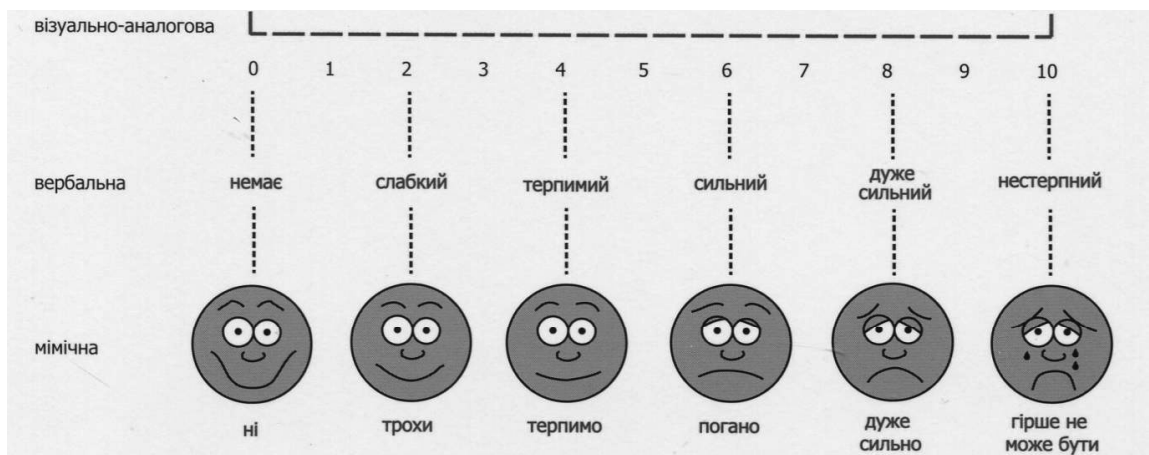 візуально-аналогова
0 1 2 3 4 5 6 7 8 9 10
вербальна немає слабкий терпимий сильний дуже сильний нестерпний
мімічна
ні трохи терпимо погано дуже сильно гірше не може бути